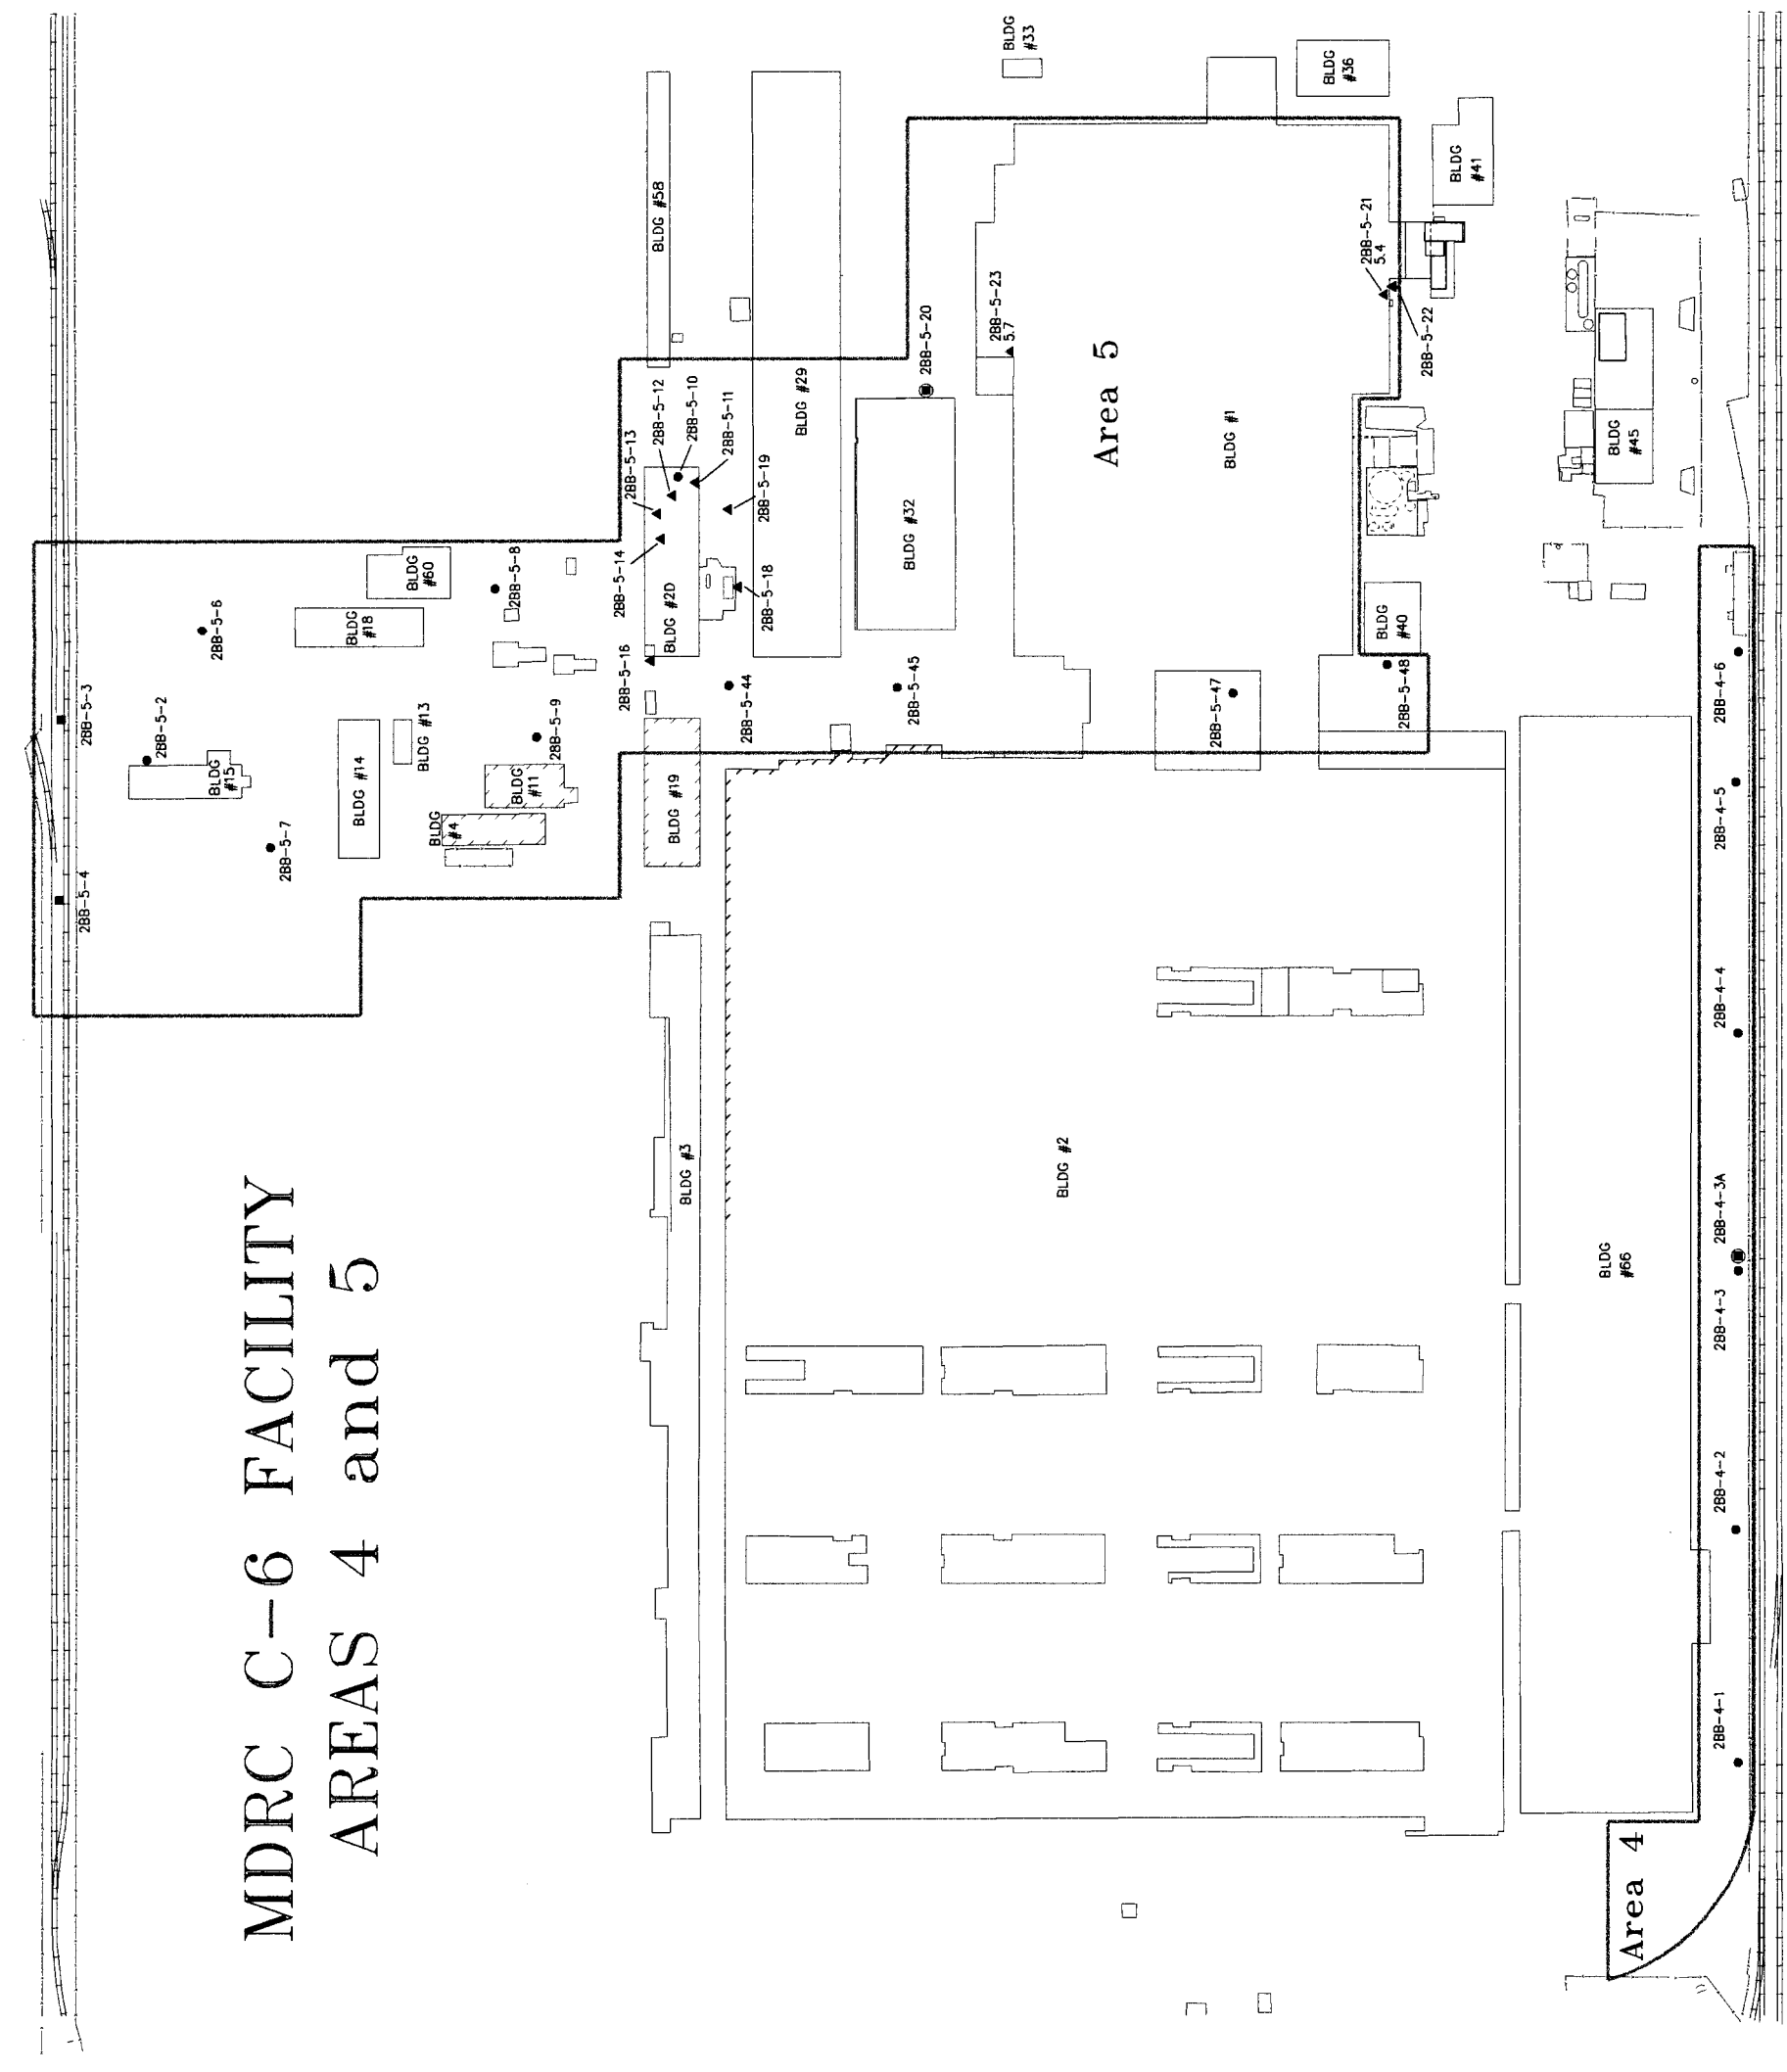 MDRC C-6 FACILITY
AREAS 4 and 5
2BB-5-4
2BB-5-3
2BB-5-2
2BB-5-6
2BB-5-7
BLDG
#15
BLDG #14
BLDG
#18
BLDG #13
BLDG
#60
BLDG
#4
BLDG
#11
2BB-5-8
2BB-5-9
2BB-5-16
2BB-5-14
2BB-5-13
2BB-5-12
2BB-5-10
2BB-5-11
BLDG #58
BLDG #19
BLDG #20
BLDG #3
2BB-5-44
2BB-5-18
2BB-5-19
BLDG #29
2BB-5-45
BLDG #32
2BB-5-20
2BB-5-23
5.7
BLDG
#33
Area 5
BLDG #1
BLDG #2
2BB-5-47
BLDG
#36
2BB-5-21
5.4
2BB-5-22
BLDG
#40
2BB-5-48
BLDG
#41
BLDG
#45
BLDG
#66
Area 4
2BB-4-1
2BB-4-2
2BB-4-3
2BB-4-3A
2BB-4-4
2BB-4-5
2BB-4-6